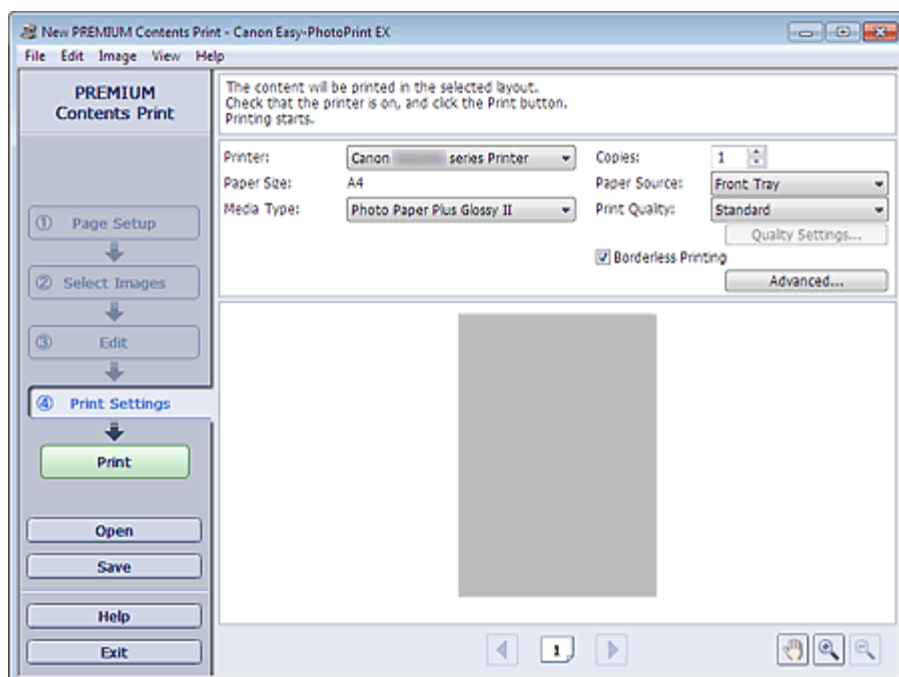 New PREMIUM Contents Print - Canon Easy-PhotoPrint EX
File Edit Image View Help
PREMIUM
Contents Print
The content will be printed in the selected layout.
Check that the printer is on, and click the Print button.
Printing starts.
Printer: Canon series Printer Copies: 1
Paper Size: A4 Paper Source: Front Tray
Media Type: Photo Paper Plus Glossy II Print Quality: Standard
Quality Settings...
Borderless Printing
Advanced...
① Page Setup
② Select Images
③ Edit
④ Print Settings
Print
Open
Save
Help
Exit
1